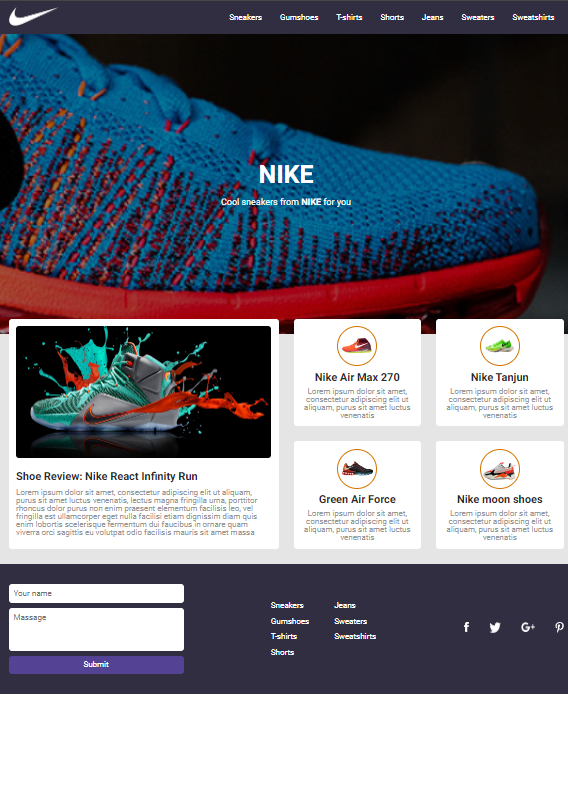 Sneakers Gumshoes T-shirts Shorts Jeans Sweaters Sweatshirts
NIKE
Cool sneakers from NIKE for you
Shoe Review: Nike React Infinity Run
Lorem ipsum dolor sit amet, consectetur adipiscing elit ut aliquam,
purus sit amet luctus venenatis, lectus magna fringilla urna, porttitor
rhoncus dolor purus non enim praesent elementum facilisis leo, vel
fringilla est ullamcorper eget nulla facilisi etiam dignissim diam quis
enim lobortis scelerisque fermentum dui faucibus in ornare quam
viverra orci sagittis eu volutpat odio facilisis mauris sit amet massa
Nike Air Max 270
Lorem ipsum dolor sit amet,
consectetur adipiscing elit ut
aliquam, purus sit amet luctus
venenatis
Nike Tanjun
Lorem ipsum dolor sit amet,
consectetur adipiscing elit ut
aliquam, purus sit amet luctus
venenatis
Green Air Force
Lorem ipsum dolor sit amet,
consectetur adipiscing elit ut
aliquam, purus sit amet luctus
venenatis
Nike moon shoes
Lorem ipsum dolor sit amet,
consectetur adipiscing elit ut
aliquam, purus sit amet luctus
venenatis
Your name
Massage
Submit
Sneakers
Gumshoes
T-shirts
Shorts
Jeans
Sweaters
Sweatshirts